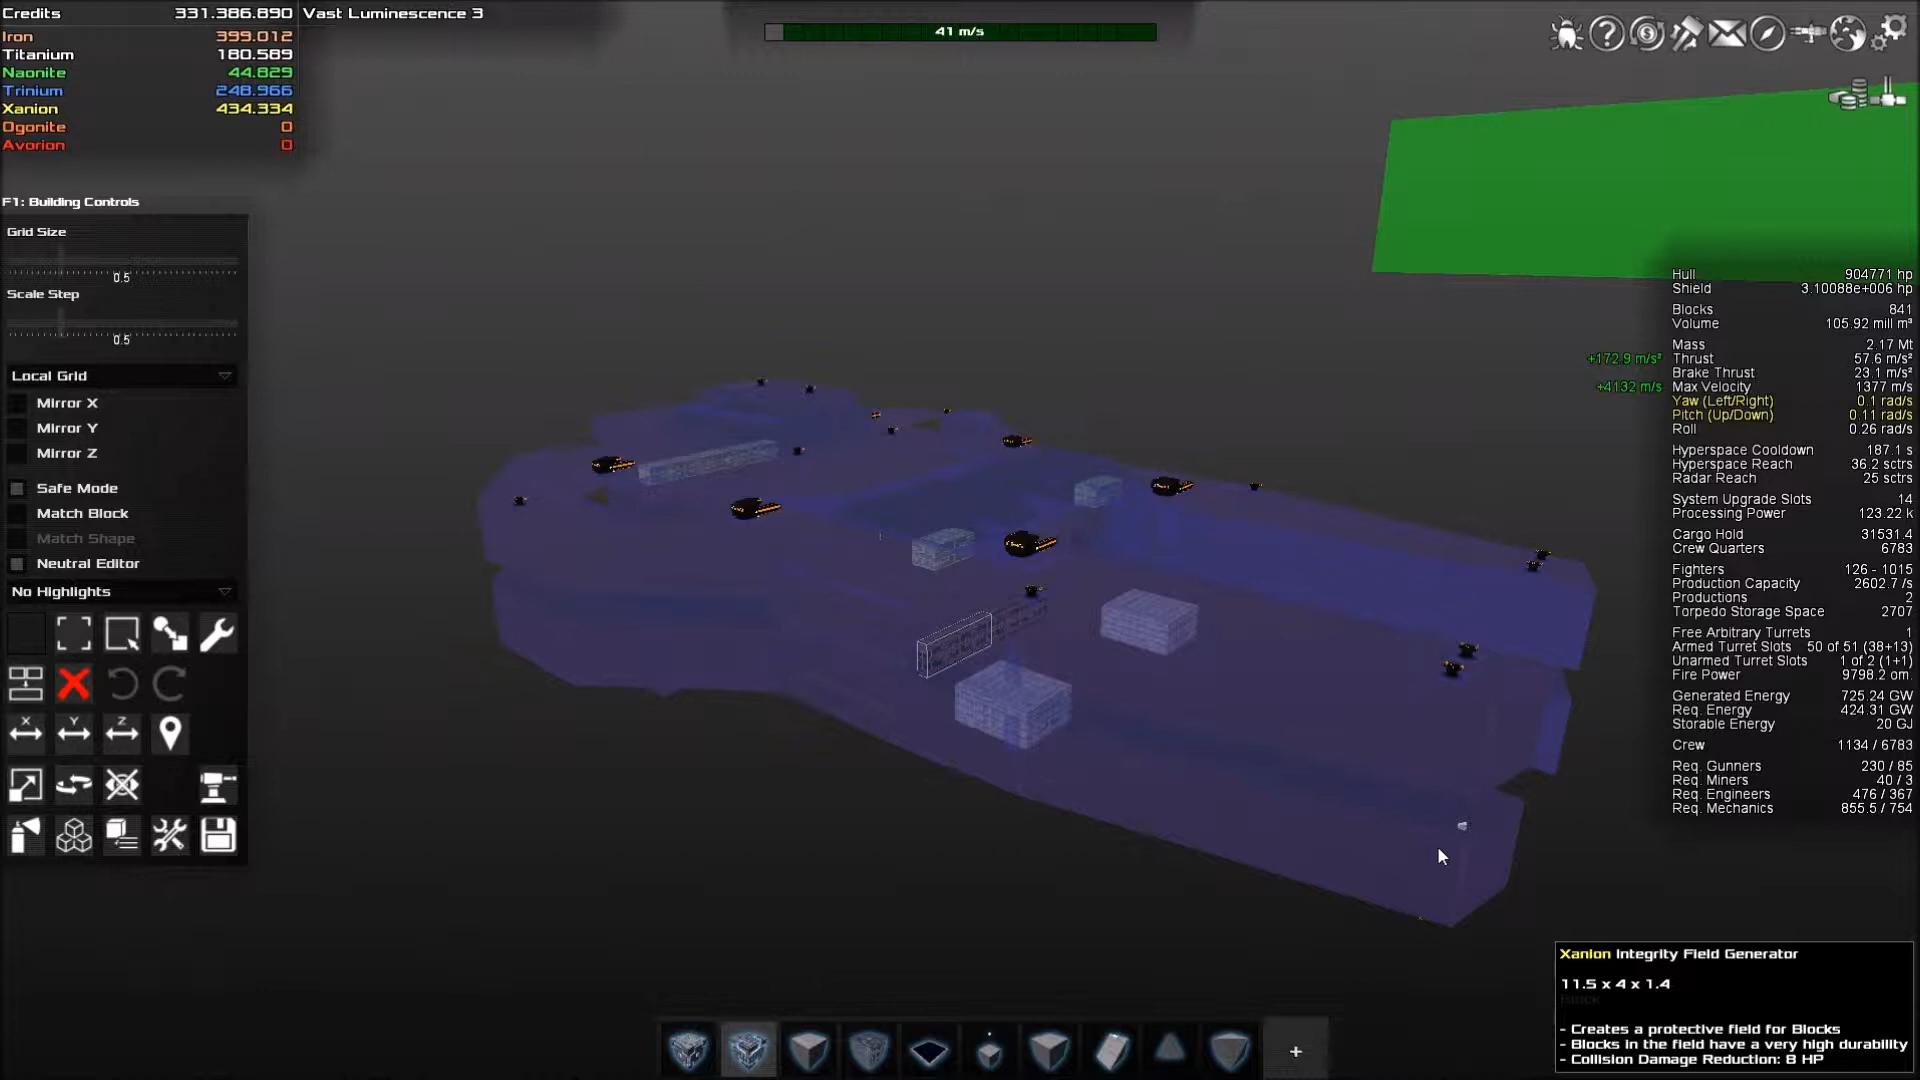 Credits 331.386.890 Vast Luminescence 3
Iron 399.012
Titanium 180.589
Naonite 44.829
Trinium 248.966
Xanion 434.334
Ogonite 0
Avorion 0
41 m/s
F1: Building Controls
Grid Size
0.5
Scale Step
0.5
Local Grid
Mirror X
Mirror Y
Mirror Z
Safe Mode
Match Block
Match Shape
Neutral Editor
No Highlights
X Y Z
Hull 904771 hp
Shield 3.10088e+006 hp
Blocks 841
Volume 105.92 mill m³
Mass 2.17 Mt
+172.9 m/s² Thrust 57.6 m/s²
Brake Thrust 23.1 m/s²
+4132 m/s Max Velocity 1377 m/s
Yaw (Left/Right) 0.1 rad/s
Pitch (Up/Down) 0.11 rad/s
Roll 0.26 rad/s
Hyperspace Cooldown 187.1 s
Hyperspace Reach 36.2 sctrs
Radar Reach 25 sctrs
System Upgrade Slots 14
Processing Power 123.22 k
Cargo Hold 31531.4
Crew Quarters 6783
Fighters 126 - 1015
Production Capacity 2602.7 /s
Productions 2
Torpedo Storage Space 2707
Free Arbitrary Turrets 1
Armed Turret Slots 50 of 51 (38+13)
Unarmed Turret Slots 1 of 2 (1+1)
Fire Power 9798.2 om.
Generated Energy 725.24 GW
Req. Energy 424.31 GW
Storable Energy 20 GJ
Crew 1134 / 6783
Req. Gunners 230 / 85
Req. Miners 40 / 3
Req. Engineers 476 / 367
Req. Mechanics 855.5 / 754
Xanion Integrity Field Generator
11.5 x 4 x 1.4
Block
- Creates a protective field for Blocks
- Blocks in the field have a very high durability
- Collision Damage Reduction: 8 HP